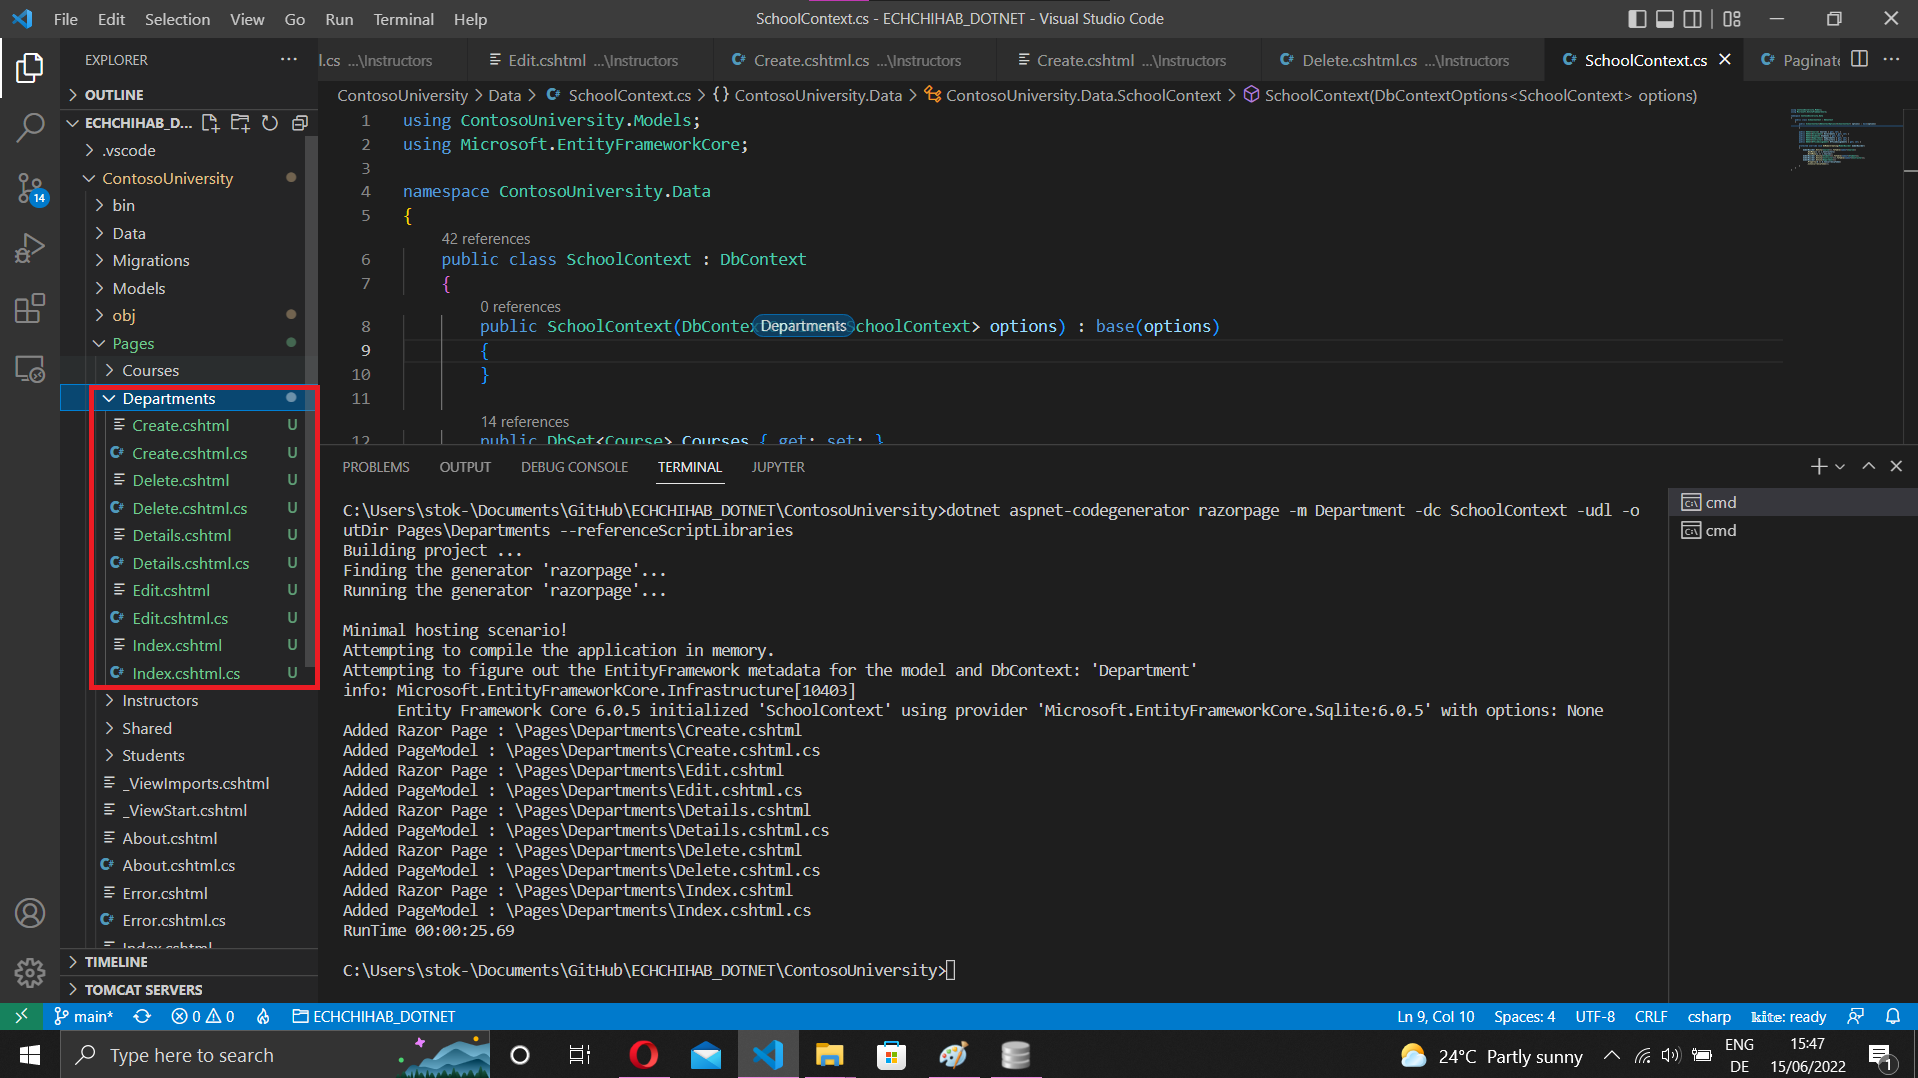 File Edit Selection View Go Run Terminal Help
SchoolContext.cs - ECHCHIHAB_DOTNET - Visual Studio Code
EXPLORER
OUTLINE
ECHCHIHAB_D...
.vscode
ContosoUniversity
bin
Data
Migrations
Models
obj
Pages
Courses
Departments
Create.cshtml U
Create.cshtml.cs U
Delete.cshtml U
Delete.cshtml.cs U
Details.cshtml U
Details.cshtml.cs U
Edit.cshtml U
Edit.cshtml.cs U
Index.cshtml U
Index.cshtml.cs U
Instructors
Shared
Students
_ViewImports.cshtml
_ViewStart.cshtml
About.cshtml
About.cshtml.cs
Error.cshtml
Error.cshtml.cs
Index.cshtml
TIMELINE
TOMCAT SERVERS
14
l.cs ...\Instructors Edit.cshtml ...\Instructors Create.cshtml.cs ...\Instructors Create.cshtml ...\Instructors Delete.cshtml.cs ...\Instructors SchoolContext.cs Paginate
ContosoUniversity > Data > SchoolContext.cs > {} ContosoUniversity.Data > ContosoUniversity.Data.SchoolContext > SchoolContext(DbContextOptions<SchoolContext> options)
1 using ContosoUniversity.Models;
2 using Microsoft.EntityFrameworkCore;
3
4 namespace ContosoUniversity.Data
5 {
42 references
6 public class SchoolContext : DbContext
7 {
0 references
8 public SchoolContext(DbContex Departments SchoolContext> options) : base(options)
9 {
10 }
11
14 references
12 public DbSet<Course> Courses { get; set; }
PROBLEMS OUTPUT DEBUG CONSOLE TERMINAL JUPYTER
C:\Users\stok-\Documents\GitHub\ECHCHIHAB_DOTNET\ContosoUniversity>dotnet aspnet-codegenerator razorpage -m Department -dc SchoolContext -udl -o
utDir Pages\Departments --referenceScriptLibraries
Building project ...
Finding the generator 'razorpage'...
Running the generator 'razorpage'...
Minimal hosting scenario!
Attempting to compile the application in memory.
Attempting to figure out the EntityFramework metadata for the model and DbContext: 'Department'
info: Microsoft.EntityFrameworkCore.Infrastructure[10403]
Entity Framework Core 6.0.5 initialized 'SchoolContext' using provider 'Microsoft.EntityFrameworkCore.Sqlite:6.0.5' with options: None
Added Razor Page : \Pages\Departments\Create.cshtml
Added PageModel : \Pages\Departments\Create.cshtml.cs
Added Razor Page : \Pages\Departments\Edit.cshtml
Added PageModel : \Pages\Departments\Edit.cshtml.cs
Added Razor Page : \Pages\Departments\Details.cshtml
Added PageModel : \Pages\Departments\Details.cshtml.cs
Added Razor Page : \Pages\Departments\Delete.cshtml
Added PageModel : \Pages\Departments\Delete.cshtml.cs
Added Razor Page : \Pages\Departments\Index.cshtml
Added PageModel : \Pages\Departments\Index.cshtml.cs
RunTime 00:00:25.69
C:\Users\stok-\Documents\GitHub\ECHCHIHAB_DOTNET\ContosoUniversity>
cmd
cmd
main* 0 0 ECHCHIHAB_DOTNET Ln 9, Col 10 Spaces: 4 UTF-8 CRLF csharp kite: ready
Type here to search
24°C Partly sunny
ENG
DE
15:47
15/06/2022
1